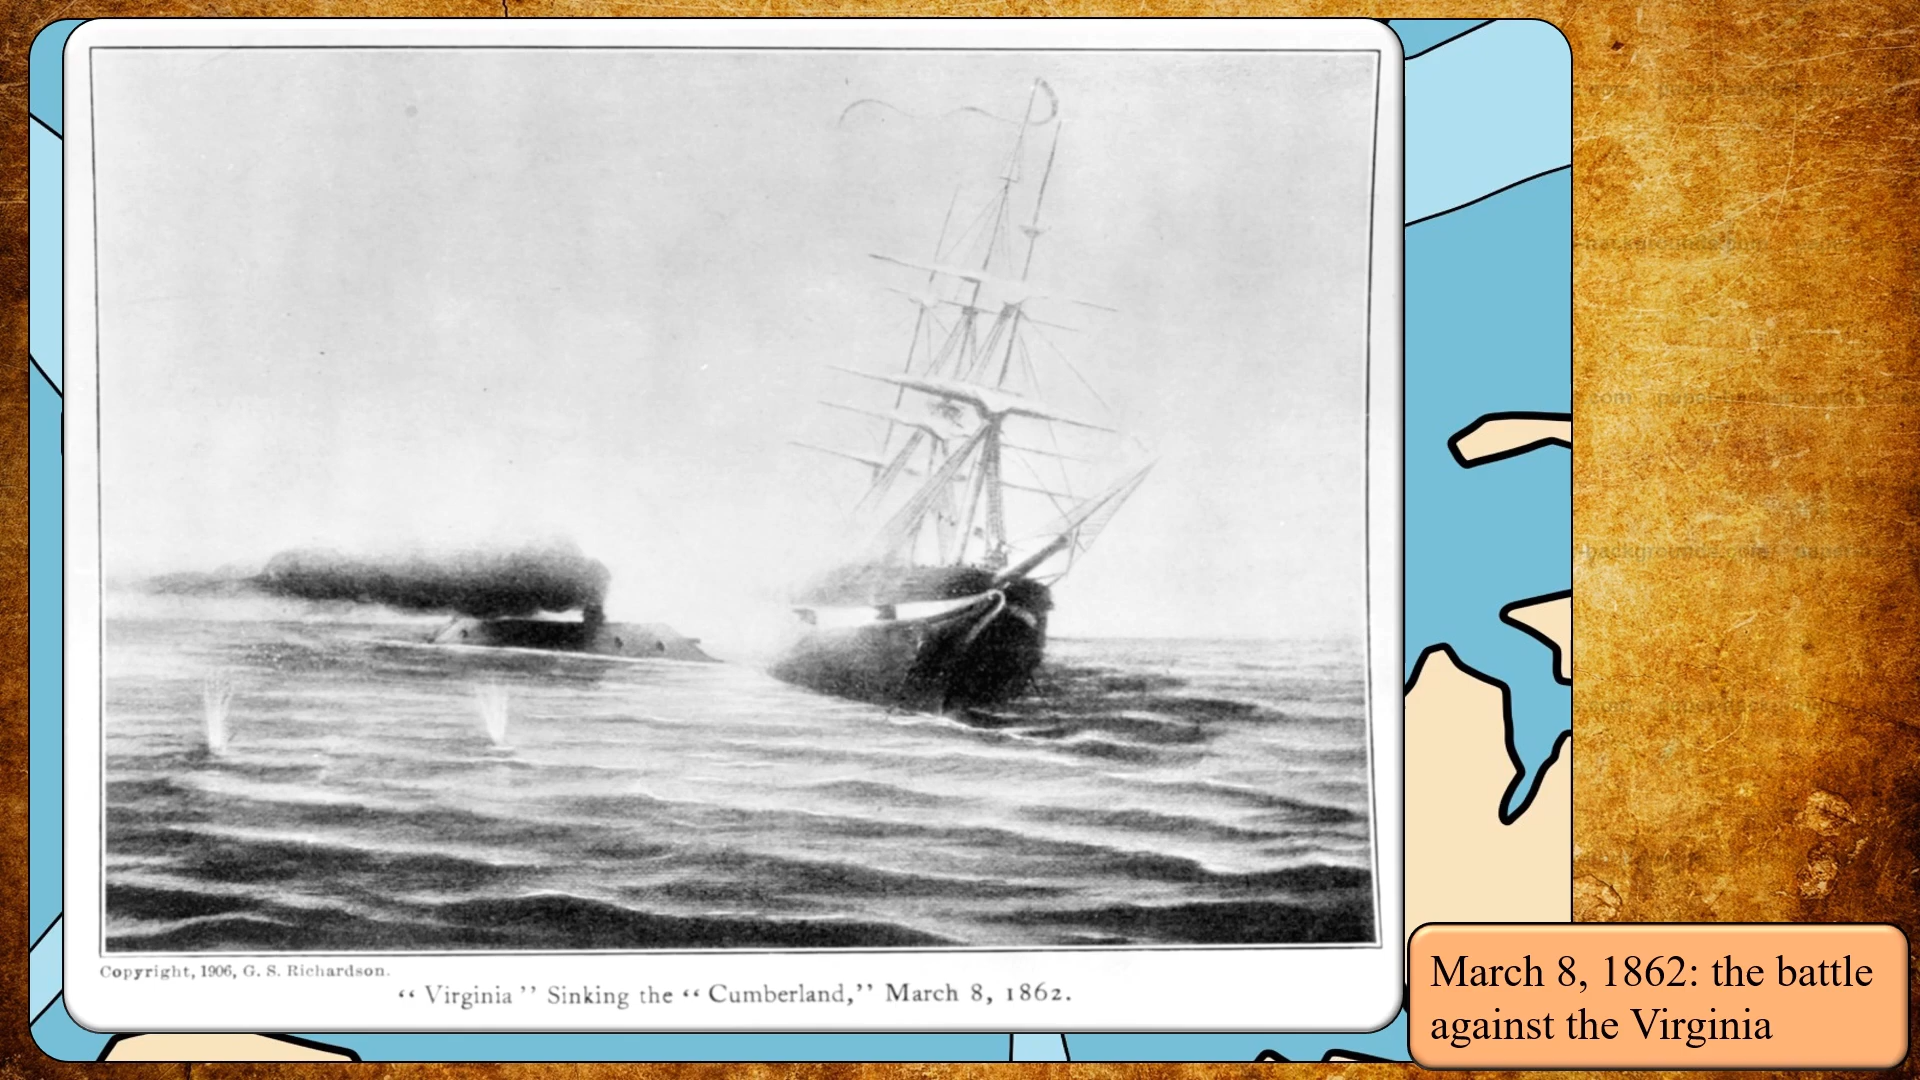 Copyright, 1906, G. S. Richardson.
“ Virginia ” Sinking the “ Cumberland,” March 8, 1862.
March 8, 1862: the battle
against the Virginia